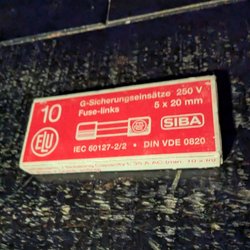 10
G-Sicherungseinsätze 250 V
Fuse-links 5 x 20 mm
ELU SIBA
IEC 60127-2/2 • DIN VDE 0820